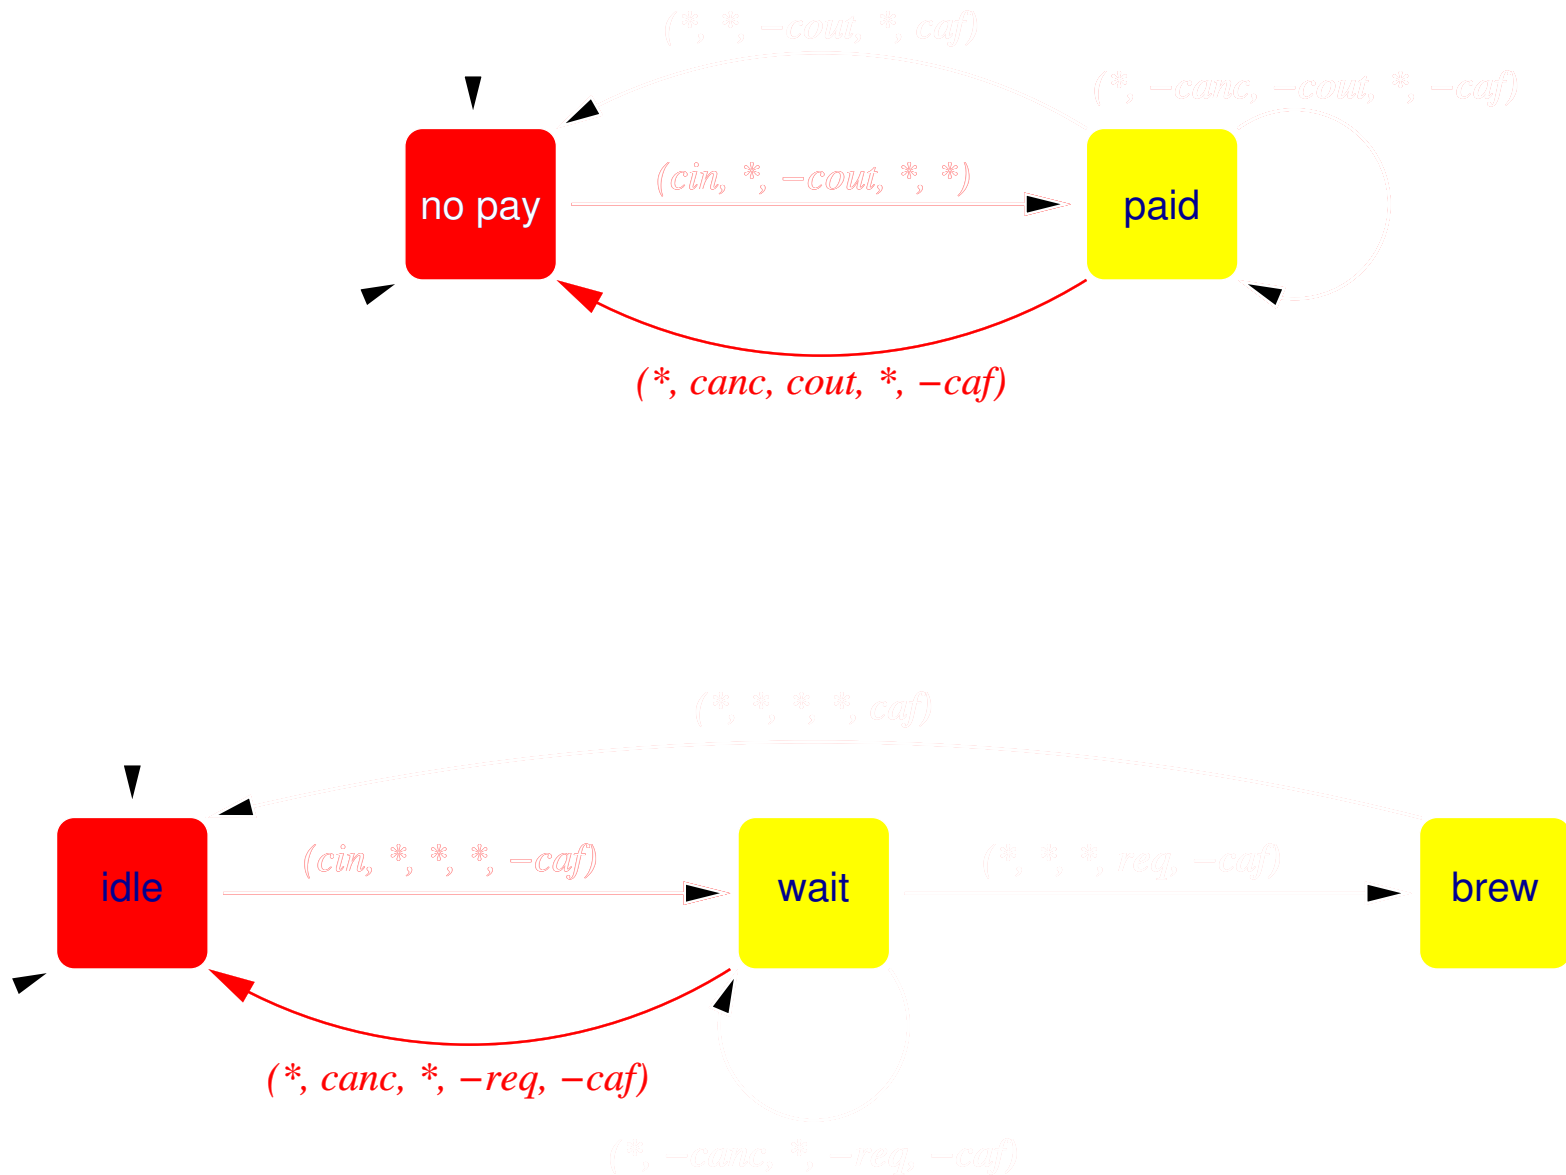 (*, *, −cout, *, caf)
(*, −canc, −cout, *, −caf)
(cin, *, −cout, *, *)
no pay
paid
(*, canc, cout, *, −caf)
(*, *, *, *, caf)
(cin, *, *, *, −caf)
(*, *, *, req, −caf)
idle
wait
brew
(*, canc, *, −req, −caf)
(*, −canc, *, −req, −caf)